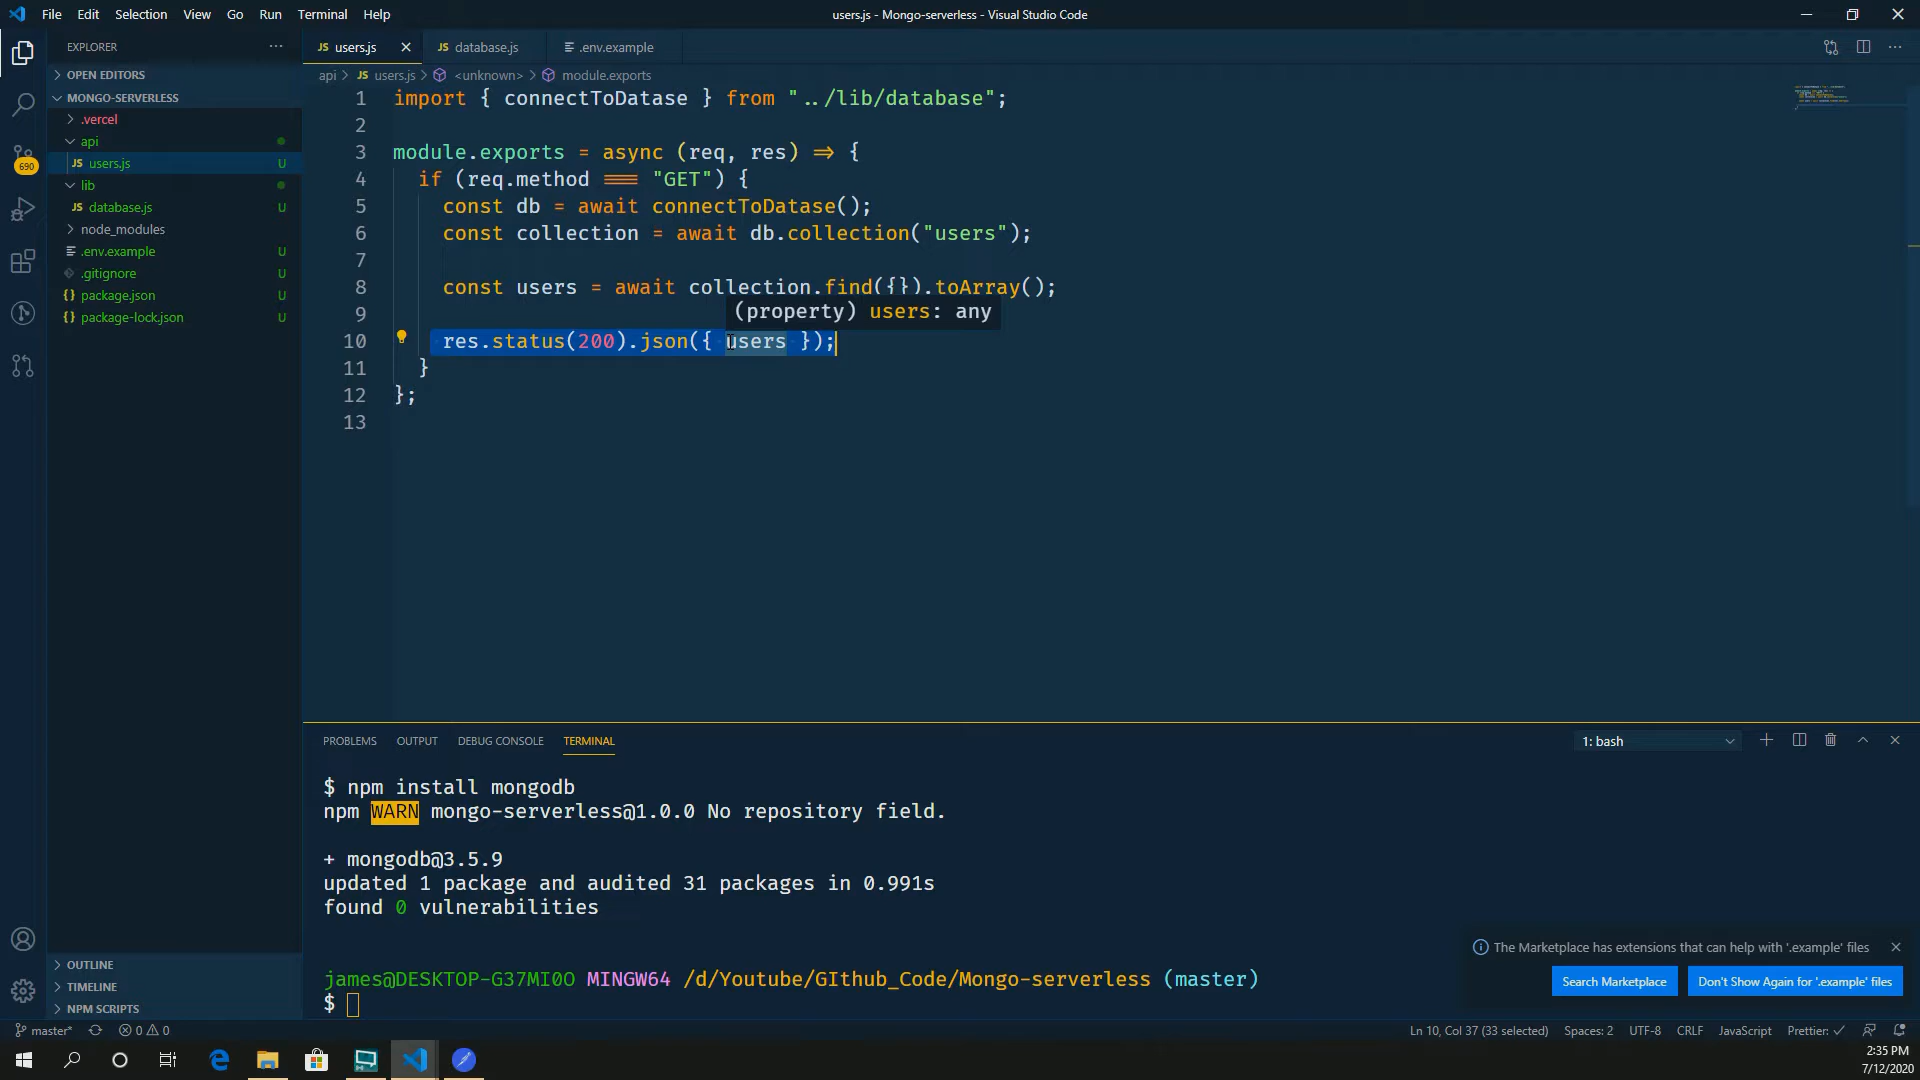 File Edit Selection View Go Run Terminal Help
users.js - Mongo-serverless - Visual Studio Code
EXPLORER
OPEN EDITORS
MONGO-SERVERLESS
.vercel
api
JS users.js U
lib
JS database.js U
node_modules
.env.example U
.gitignore U
{} package.json U
{} package-lock.json U
690
OUTLINE
TIMELINE
NPM SCRIPTS
JS users.js
JS database.js
.env.example
api > JS users.js > <unknown> > module.exports
1 import { connectToDatase } from "../lib/database";
2
3 module.exports = async (req, res) => {
4 if (req.method === "GET") {
5 const db = await connectToDatase();
6 const collection = await db.collection("users");
7
8 const users = await collection.find({}).toArray();
9
(property) users: any
10 res.status(200).json({ users });
11 }
12 };
13
PROBLEMS OUTPUT DEBUG CONSOLE TERMINAL
1: bash
$ npm install mongodb
npm WARN mongo-serverless@1.0.0 No repository field.
+ mongodb@3.5.9
updated 1 package and audited 31 packages in 0.991s
found 0 vulnerabilities
james@DESKTOP-G37MI0O MINGW64 /d/Youtube/GIthub_Code/Mongo-serverless (master)
$
The Marketplace has extensions that can help with '.example' files
Search Marketplace
Don't Show Again for '.example' files
master* 0 0
Ln 10, Col 37 (33 selected) Spaces: 2 UTF-8 CRLF JavaScript Prettier: ✓
2:35 PM
7/12/2020